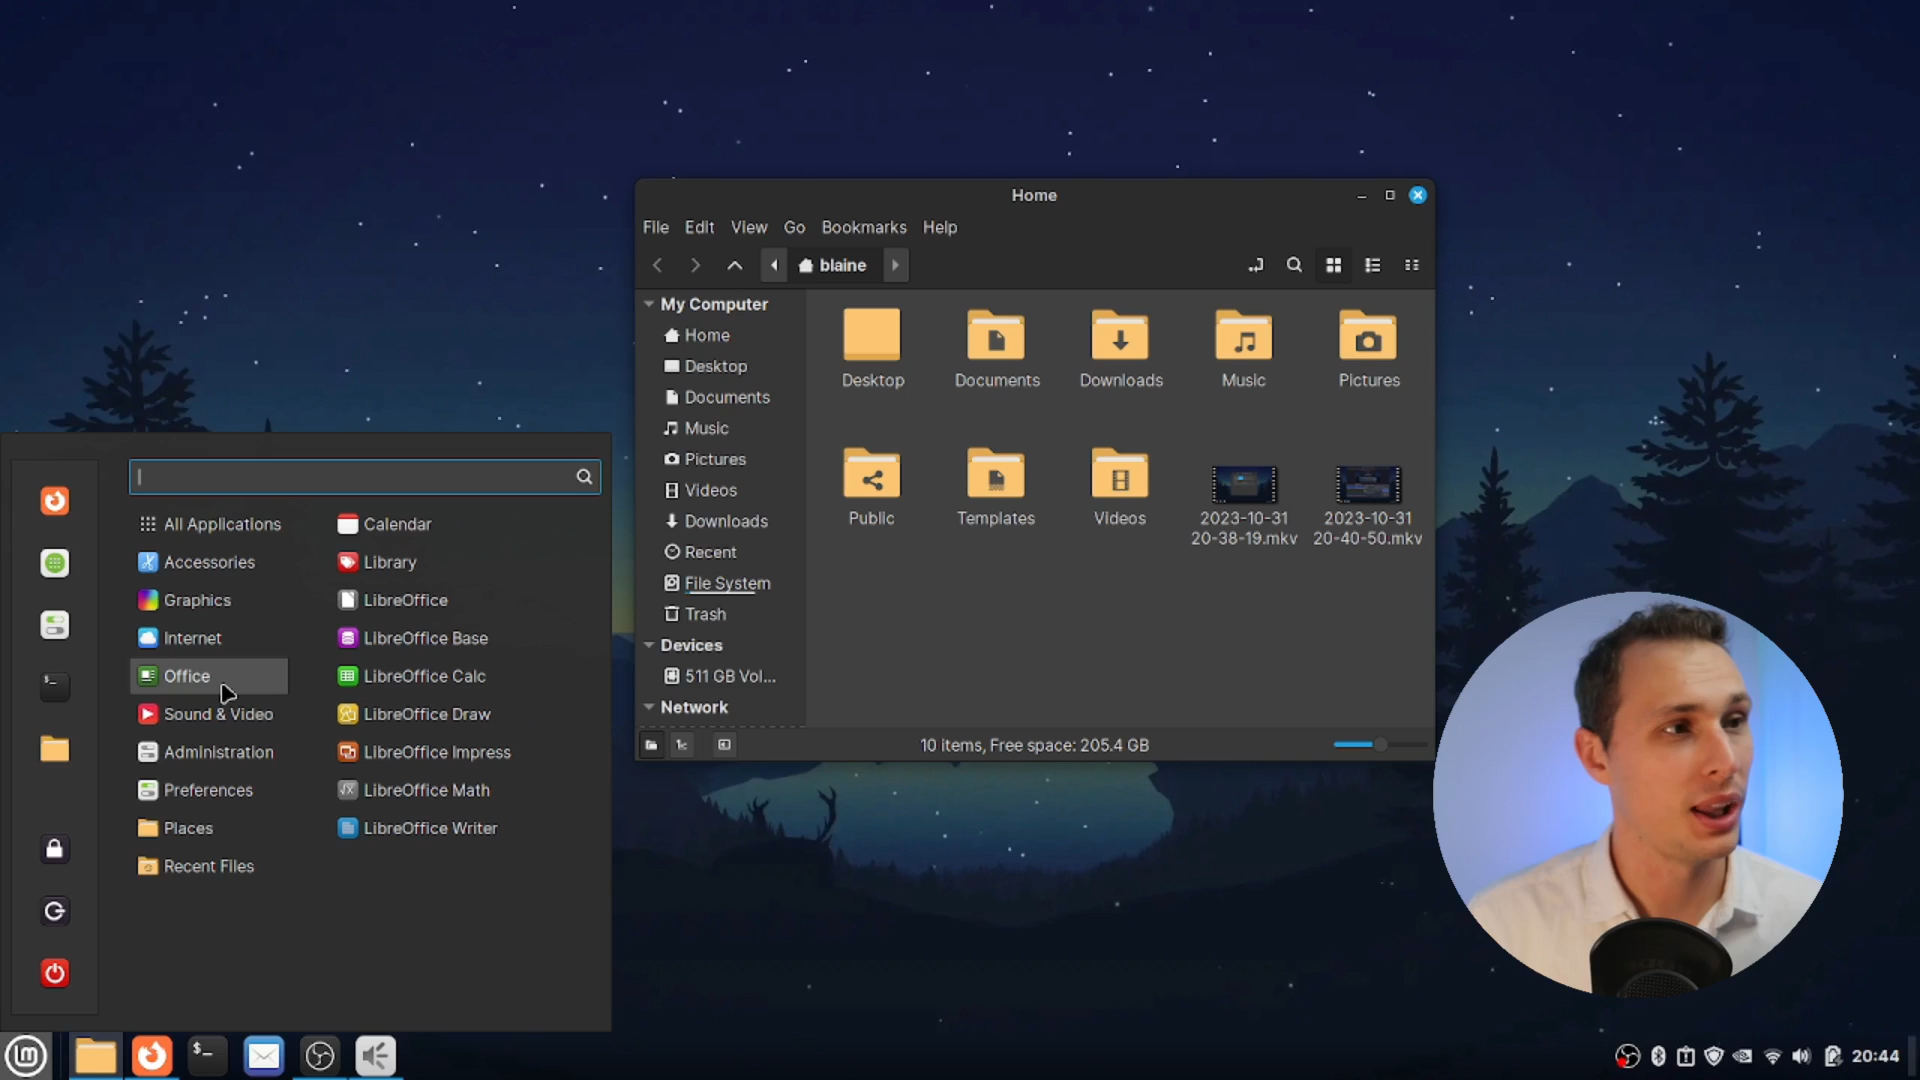 Home
File Edit View Go Bookmarks Help
blaine
My Computer
Home
Desktop
Documents
Music
Pictures
Videos
Downloads
Recent
File System
Trash
Devices
511 GB Vol...
Network
Desktop
Documents
Downloads
Music
Pictures
Public
Templates
Videos
2023-10-31
20-38-19.mkv
2023-10-31
20-40-50.mkv
10 items, Free space: 205.4 GB
All Applications
Accessories
Graphics
Internet
Office
Sound & Video
Administration
Preferences
Places
Recent Files
Calendar
Library
LibreOffice
LibreOffice Base
LibreOffice Calc
LibreOffice Draw
LibreOffice Impress
LibreOffice Math
LibreOffice Writer
$_
20:44